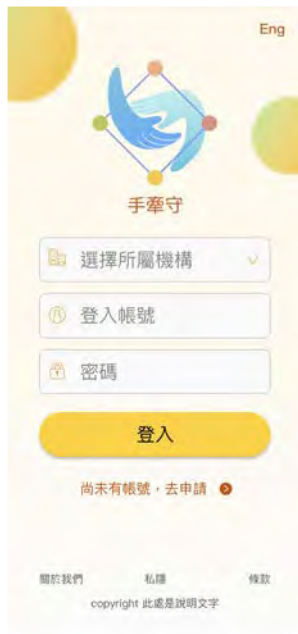 Eng
手牽守
選擇所屬機構
登入帳號
密碼
登入
尚未有帳號，去申請
關於我們 私隱 條款
copyright 此處是說明文字